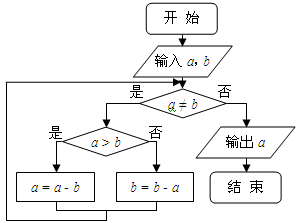 开 始
输入 a，b
是
a ≠ b
否
是
a > b
否
输出 a
a = a - b
b = b - a
结 束